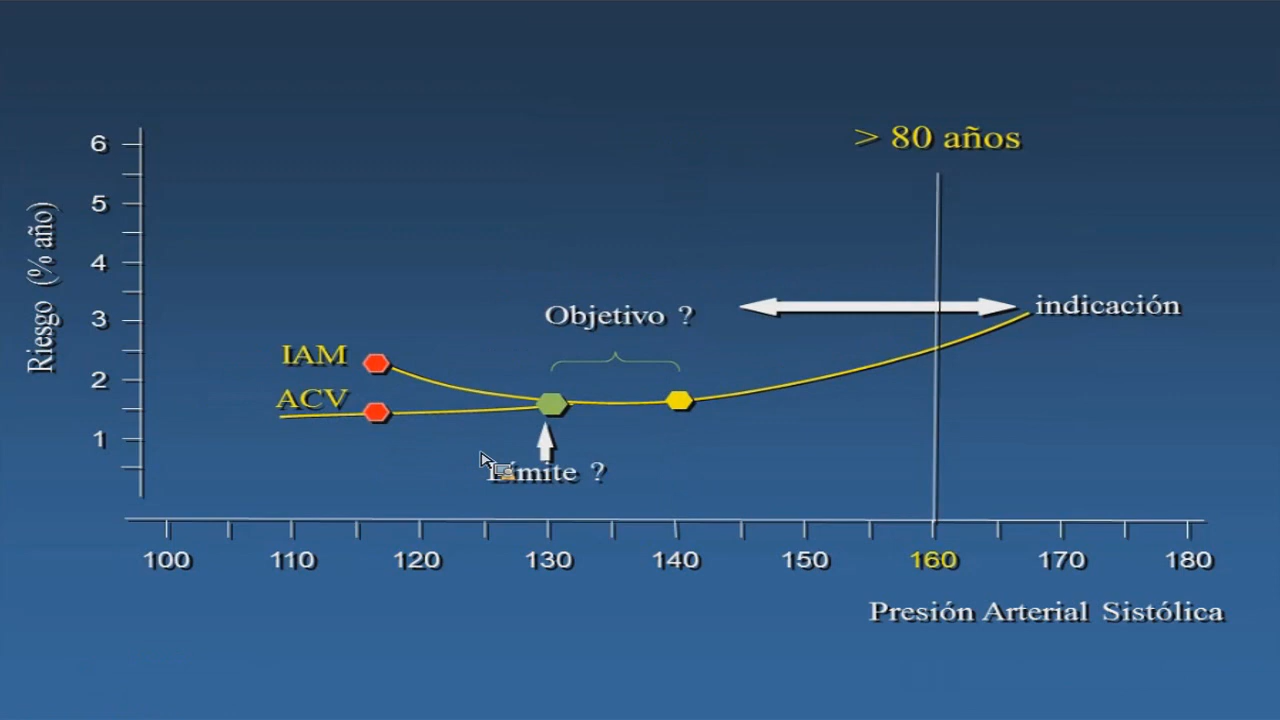 > 80 años
6
5
4
3
2
1
Riesgo (% año)
Objetivo ?
indicación
IAM
ACV
Límite ?
100 110 120 130 140 150 160 170 180
Presión Arterial Sistólica